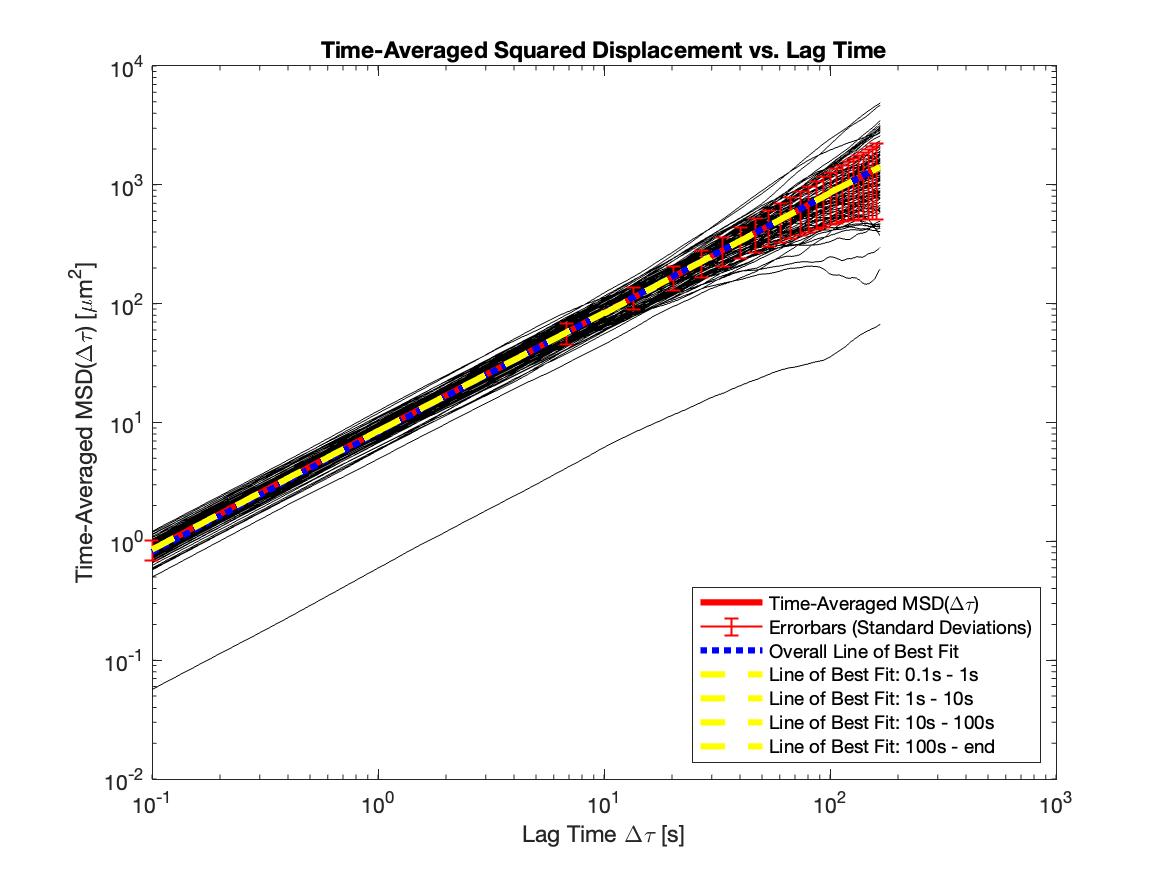 Time-Averaged Squared Displacement vs. Lag Time
10^4
10^3
10^2
10^1
10^0
10^-1
10^-2
Time-Averaged MSD(Δτ) [μm^2]
10^-1 10^0 10^1 10^2 10^3
Lag Time Δτ [s]
Time-Averaged MSD(Δτ)
Errorbars (Standard Deviations)
Overall Line of Best Fit
Line of Best Fit: 0.1s - 1s
Line of Best Fit: 1s - 10s
Line of Best Fit: 10s - 100s
Line of Best Fit: 100s - end